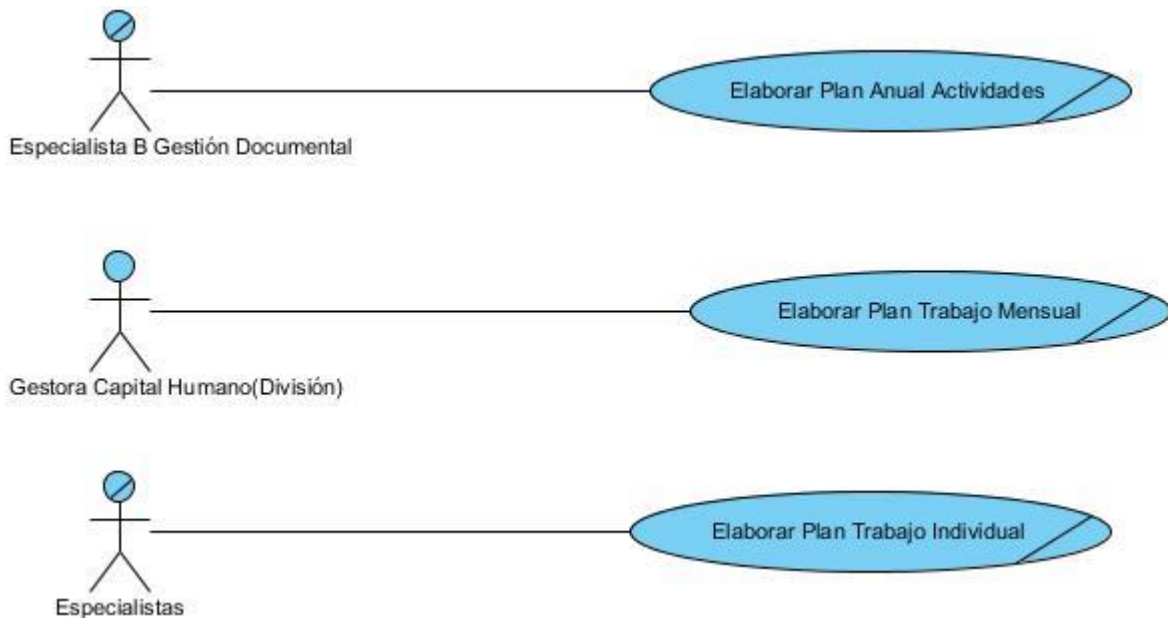 Elaborar Plan Anual Actividades
Especialista B Gestión Documental
Elaborar Plan Trabajo Mensual
Gestora Capital Humano(División)
Elaborar Plan Trabajo Individual
Especialistas